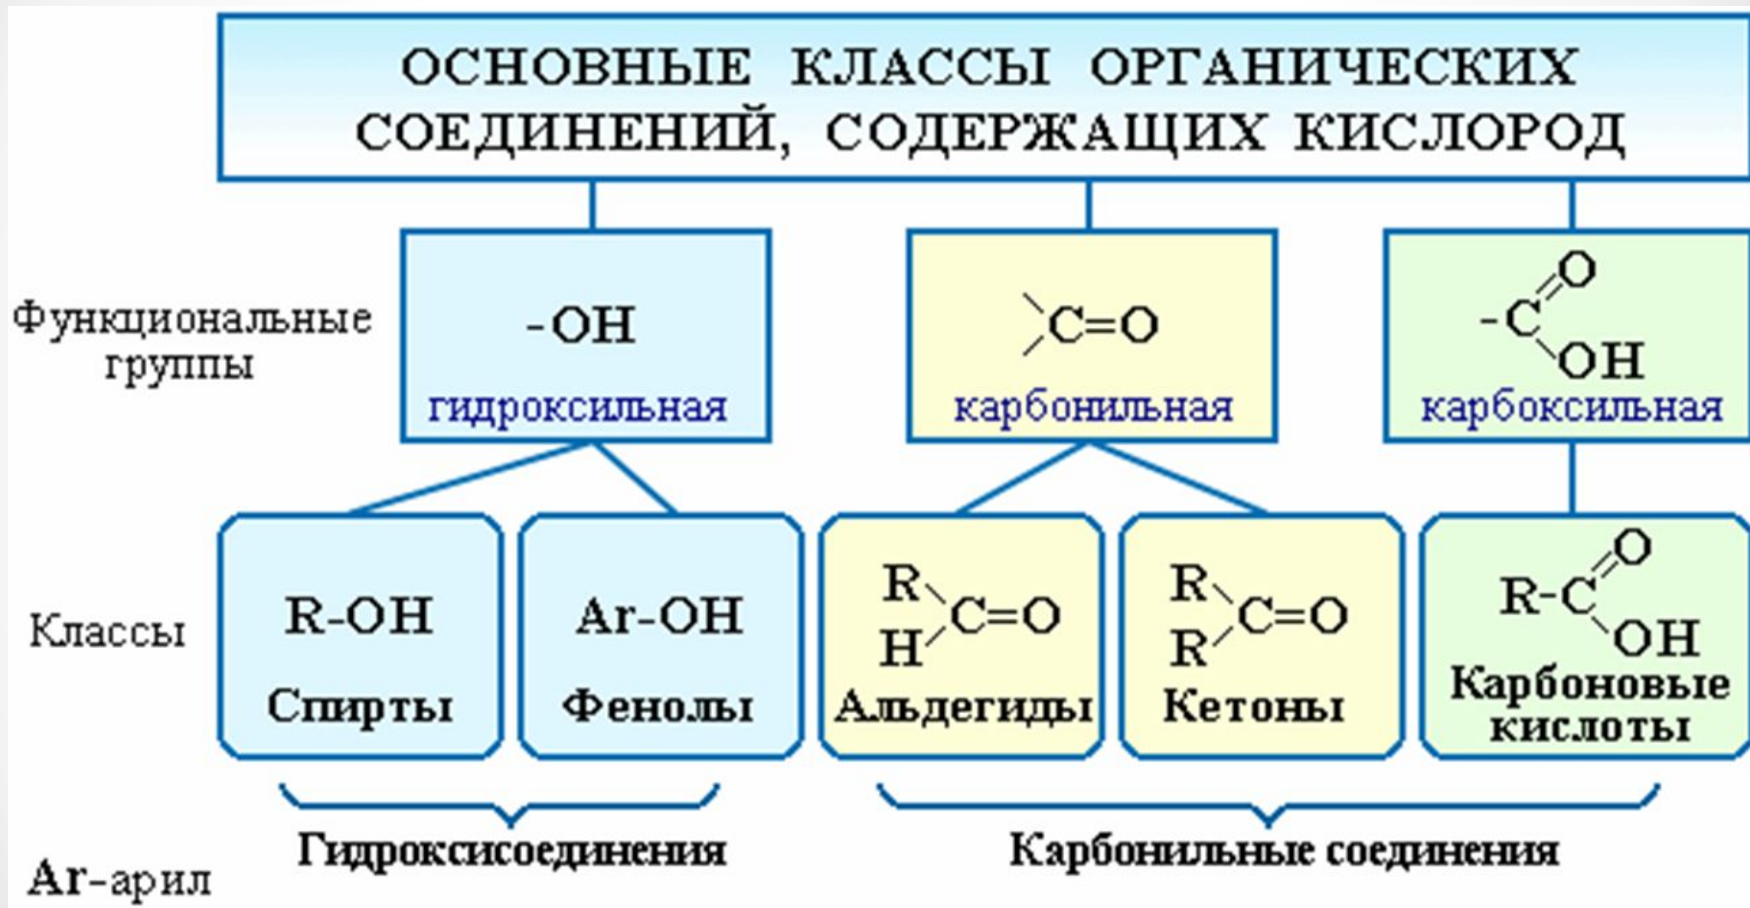 ОСНОВНЫЕ КЛАССЫ ОРГАНИЧЕСКИХ
СОЕДИНЕНИЙ, СОДЕРЖАЩИХ КИСЛОРОД
Функциональные
группы
-OH
гидроксильная
C=O
карбонильная
O
-C
OH
карбоксильная
Классы
R-OH
Спирты
Ar-OH
Фенолы
R
C=O
H
Альдегиды
R
C=O
R
Кетоны
O
R-C
OH
Карбоновые
кислоты
Гидроксисоединения
Карбонильные соединения
Ar-арил